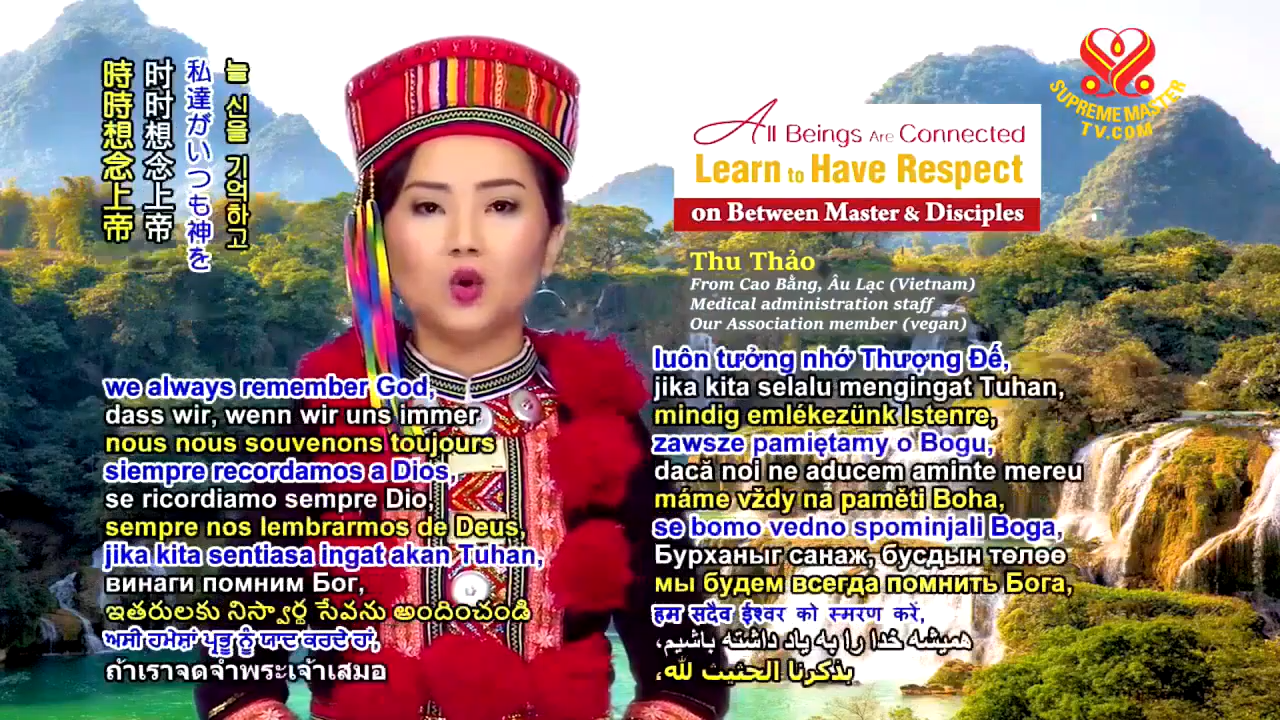 時時想念上帝
时时想念上帝
私達がいつも神を
늘 신을 기억하고
SUPREME MASTER
TV.COM
All Beings Are Connected
Learn to Have Respect
on Between Master & Disciples
Thu Thảo
From Cao Bằng, Âu Lạc (Vietnam)
Medical administration staff
Our Association member (vegan)
we always remember God,
dass wir, wenn wir uns immer
nous nous souvenons toujours
siempre recordamos a Dios,
se ricordiamo sempre Dio,
sempre nos lembrarmos de Deus,
jika kita sentiasa ingat akan Tuhan,
винаги помним Бог,
ఇతరులకు నిస్వార్థ సేవను అందించండి
ਅਸੀਂ ਹਮੇਸ਼ਾਂ ਪ੍ਰਭੂ ਨੂੰ ਯਾਦ ਕਰਦੇ ਹਾਂ,
ถ้าเราจดจำพระเจ้าเสมอ
luôn tưởng nhớ Thượng Đế,
jika kita selalu mengingat Tuhan,
mindig emlékezünk Istenre,
zawsze pamiętamy o Bogu,
dacă noi ne aducem aminte mereu
máme vždy na paměti Boha,
se bomo vedno spominjali Boga,
Бурханыг санаж, бусдын төлөө
мы будем всегда помнить Бога,
हम सदैव ईश्वर को स्मरण करें,
همیشه خدا را به یاد داشته باشیم،
بذكرنا الحثيث لله،